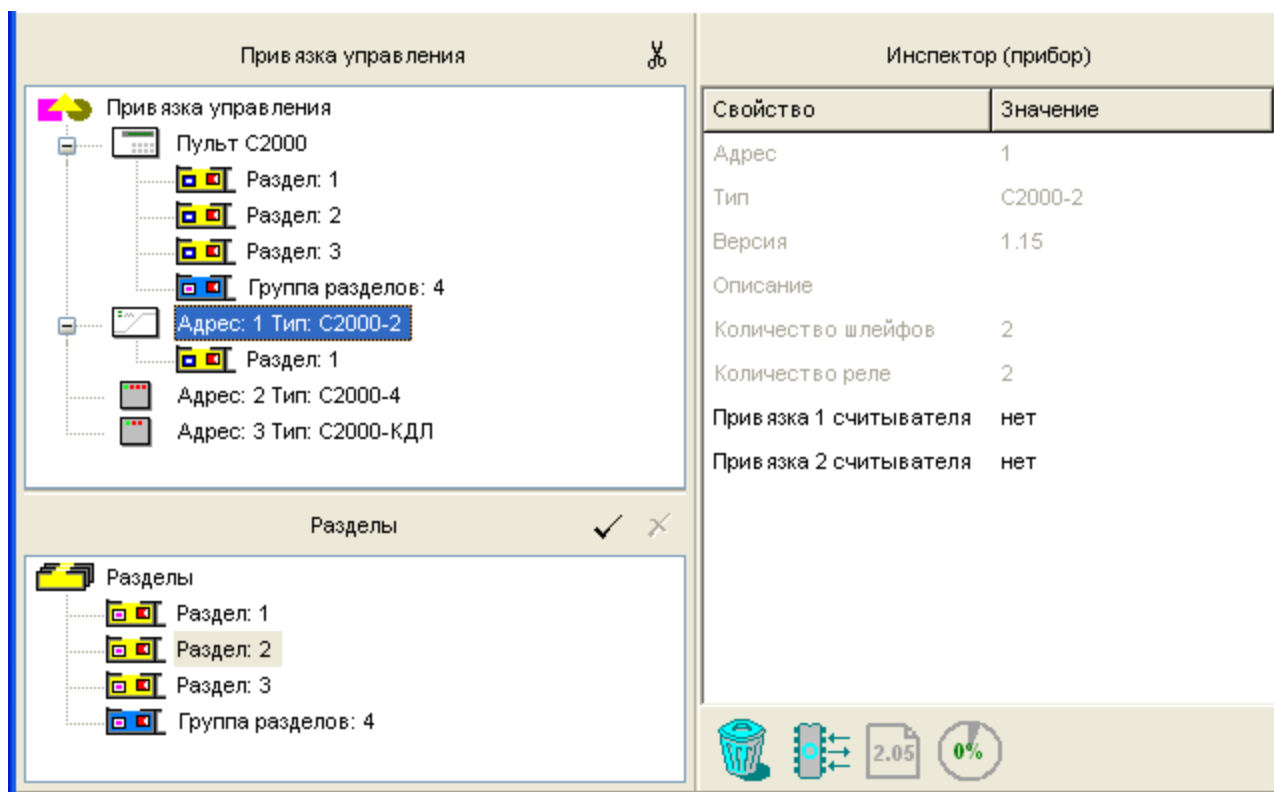 Привязка управления
Привязка управления
Пульт С2000
Раздел: 1
Раздел: 2
Раздел: 3
Группа разделов: 4
Адрес: 1 Тип: С2000-2
Раздел: 1
Адрес: 2 Тип: С2000-4
Адрес: 3 Тип: С2000-КДЛ
Разделы
Разделы
Раздел: 1
Раздел: 2
Раздел: 3
Группа разделов: 4
Инспектор (прибор)
Свойство Значение
Адрес 1
Тип С2000-2
Версия 1.15
Описание
Количество шлейфов 2
Количество реле 2
Привязка 1 считывателя нет
Привязка 2 считывателя нет
2.05 0%